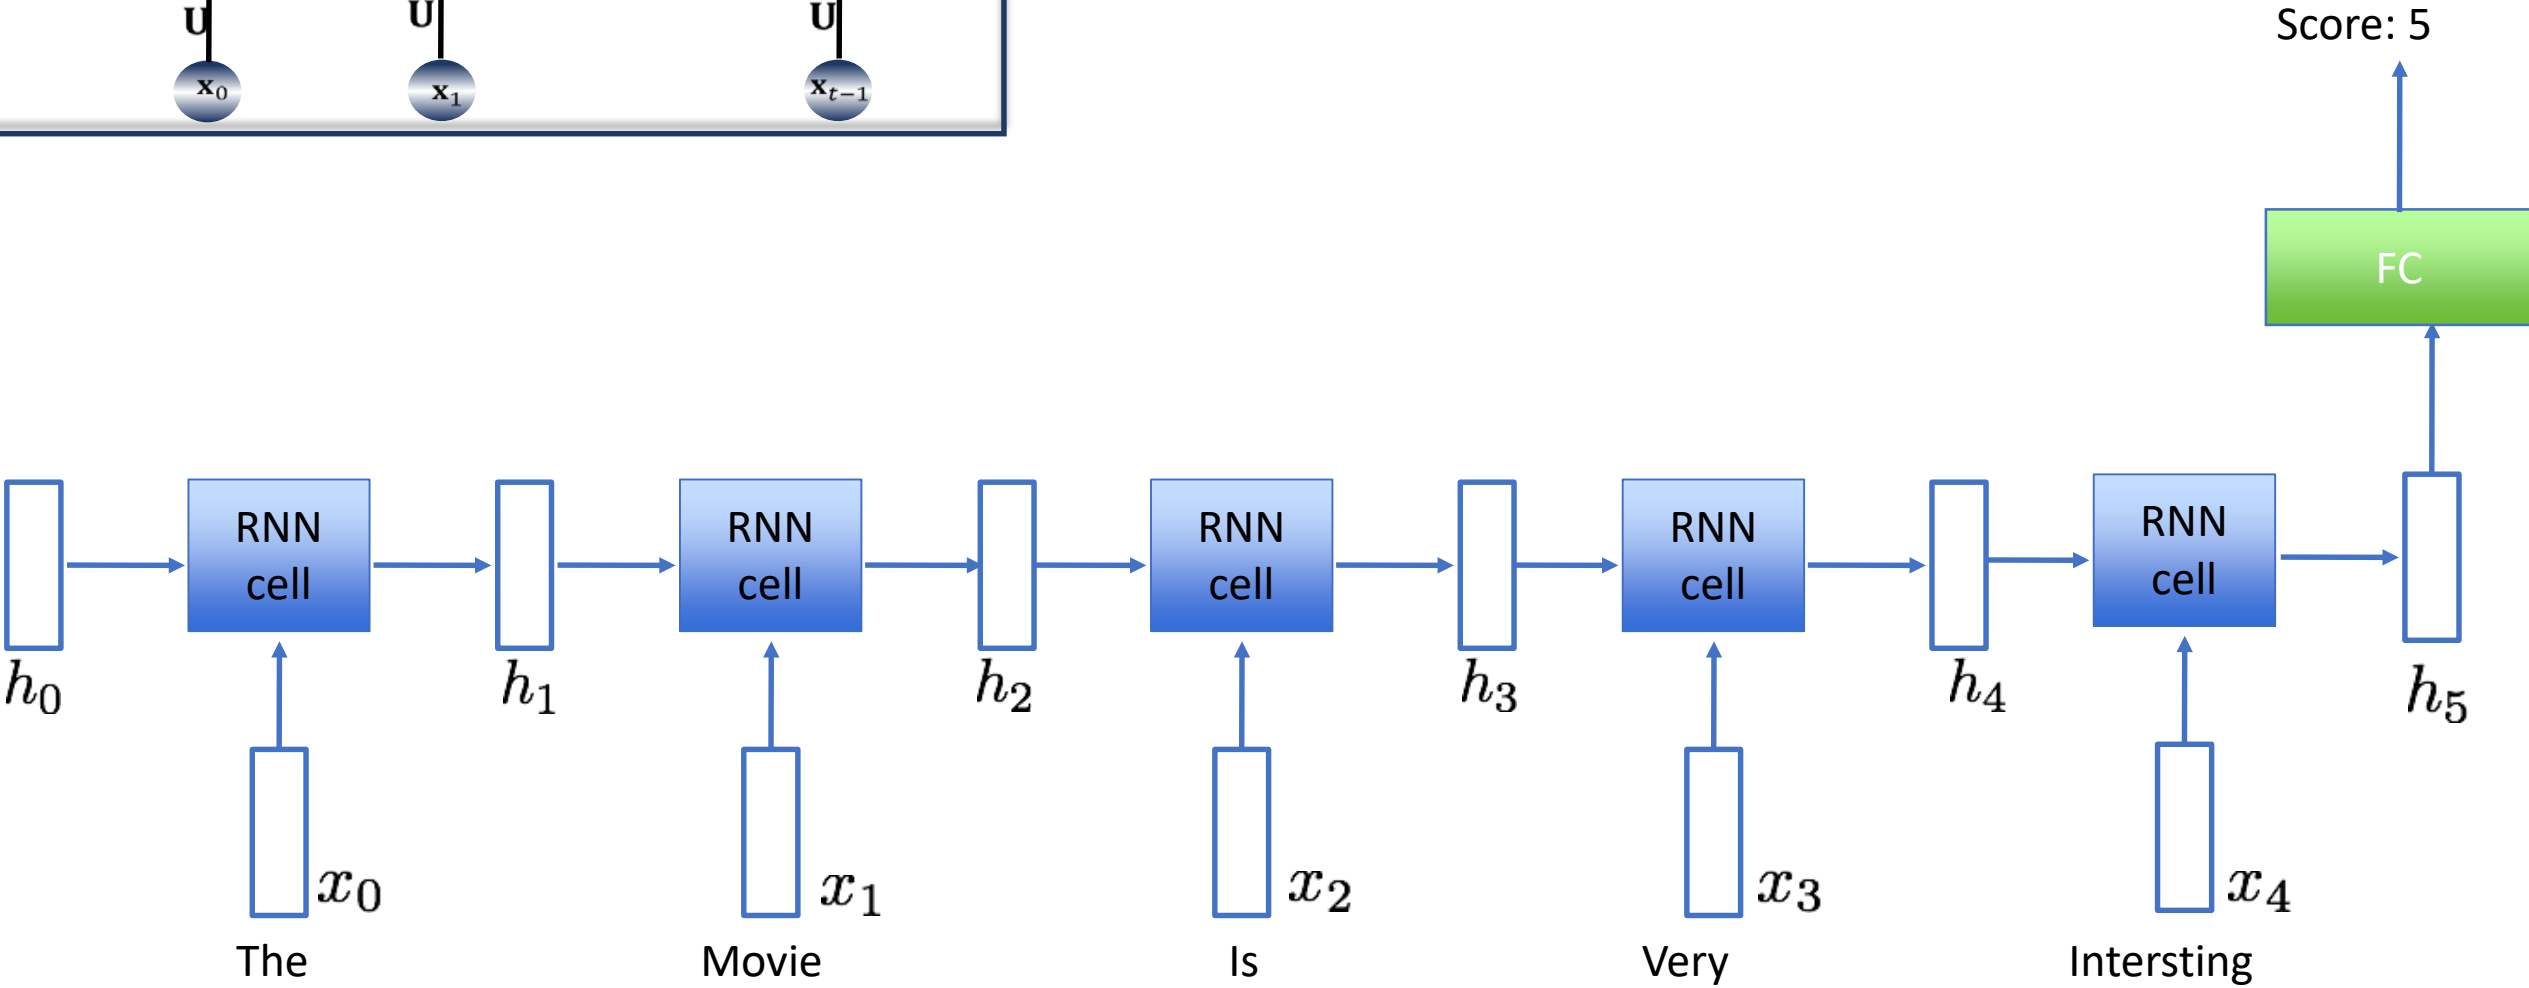 U U U
x₀ x₁ xₜ₋₁
Score: 5
FC
RNN cell RNN cell RNN cell RNN cell RNN cell
h₀ h₁ h₂ h₃ h₄ h₅
x₀ x₁ x₂ x₃ x₄
The Movie Is Very Intersting